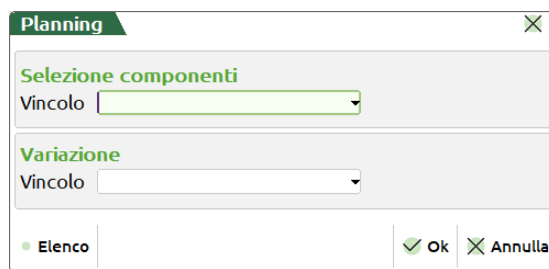 Planning
Selezione componenti
Vincolo
Variazione
Vincolo
Elenco Ok Annulla